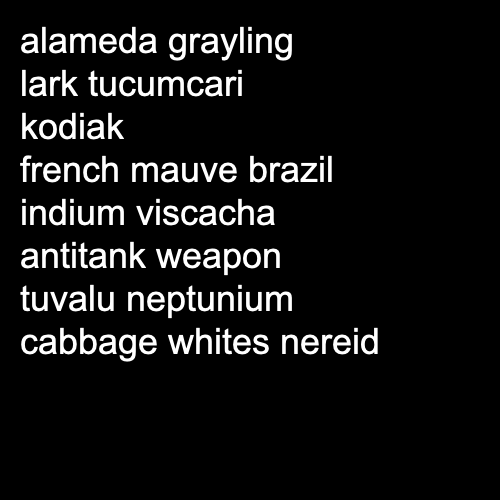 alameda grayling
lark tucumcari
kodiak
french mauve brazil
indium viscacha
antitank weapon
tuvalu neptunium
cabbage whites nereid